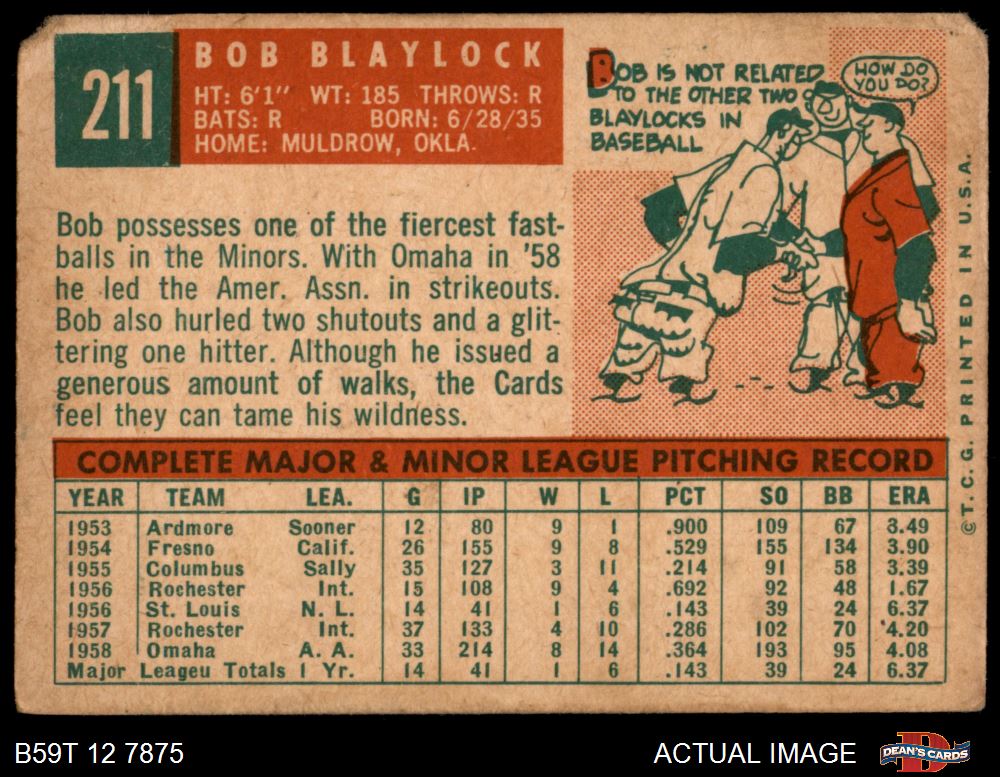 211
BOB BLAYLOCK
HT: 6'1" WT: 185 THROWS: R
BATS: R BORN: 6/28/35
HOME: MULDROW, OKLA.
BOB IS NOT RELATED
TO THE OTHER TWO
BLAYLOCKS IN
BASEBALL
HOW DO
YOU DO?
Bob possesses one of the fiercest fast-
balls in the Minors. With Omaha in '58
he led the Amer. Assn. in strikeouts.
Bob also hurled two shutouts and a glit-
tering one hitter. Although he issued a
generous amount of walks, the Cards
feel they can tame his wildness.
COMPLETE MAJOR & MINOR LEAGUE PITCHING RECORD
YEAR TEAM LEA. G IP W L PCT SO BB ERA
1953 Ardmore Sooner 12 80 9 1 .900 109 67 3.49
1954 Fresno Calif. 26 155 9 8 .529 155 134 3.90
1955 Columbus Sally 35 127 3 11 .214 91 58 3.39
1956 Rochester Int. 15 108 9 4 .692 92 48 1.67
1956 St. Louis N. L. 14 41 1 6 .143 39 24 6.37
1957 Rochester Int. 37 133 4 10 .286 102 70 4.20
1958 Omaha A. A. 33 214 8 14 .364 193 95 4.08
Major Leageu Totals 1 Yr. 14 41 1 6 .143 39 24 6.37
© T. C. G. PRINTED IN U.S.A.
B59T 12 7875
ACTUAL IMAGE
DEAN'S CARDS